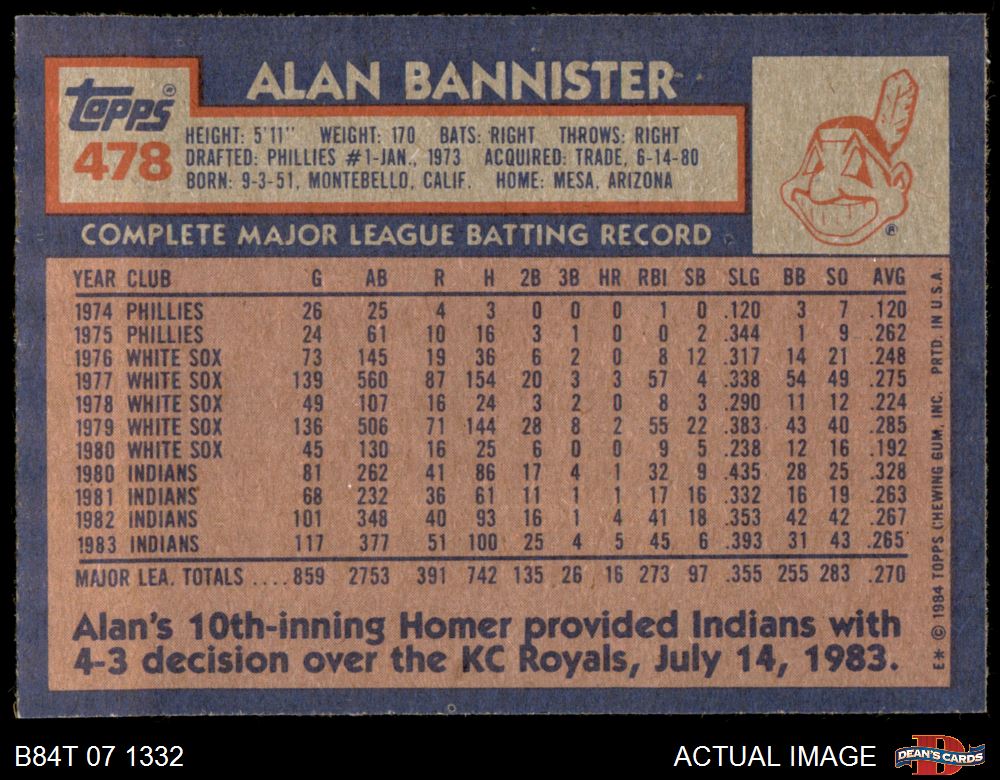 ALAN BANNISTER
Topps®
478
HEIGHT: 5'11" WEIGHT: 170 BATS: RIGHT THROWS: RIGHT
DRAFTED: PHILLIES #1-JAN., 1973 ACQUIRED: TRADE, 6-14-80
BORN: 9-3-51, MONTEBELLO, CALIF. HOME: MESA, ARIZONA
®
COMPLETE MAJOR LEAGUE BATTING RECORD
YEAR CLUB G AB R H 2B 3B HR RBI SB SLG BB SO AVG
1974 PHILLIES 26 25 4 3 0 0 0 1 0 .120 3 7 .120
1975 PHILLIES 24 61 10 16 3 1 0 0 2 .344 1 9 .262
1976 WHITE SOX 73 145 19 36 6 2 0 8 12 .317 14 21 .248
1977 WHITE SOX 139 560 87 154 20 3 3 57 4 .338 54 49 .275
1978 WHITE SOX 49 107 16 24 3 2 0 8 3 .290 11 12 .224
1979 WHITE SOX 136 506 71 144 28 8 2 55 22 .383 43 40 .285
1980 WHITE SOX 45 130 16 25 6 0 0 9 5 .238 12 16 .192
1980 INDIANS 81 262 41 86 17 4 1 32 9 .435 28 25 .328
1981 INDIANS 68 232 36 61 11 1 1 17 16 .332 16 19 .263
1982 INDIANS 101 348 40 93 16 1 4 41 18 .353 42 42 .267
1983 INDIANS 117 377 51 100 25 4 5 45 6 .393 31 43 .265
MAJOR LEA. TOTALS ....859 2753 391 742 135 26 16 273 97 .355 255 283 .270
Alan's 10th-inning Homer provided Indians with
4-3 decision over the KC Royals, July 14, 1983.
E* © 1984 TOPPS CHEWING GUM, INC. PRTD. IN U.S.A.
B84T 07 1332
ACTUAL IMAGE
D
DEAN'S CARDS